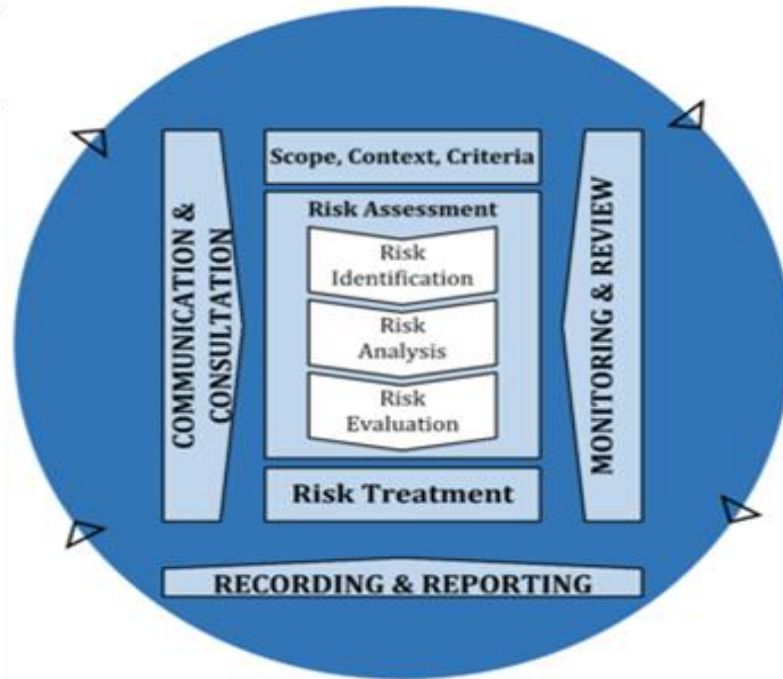 Scope, Context, Criteria
Risk Assessment
Risk
Identification
Risk
Analysis
Risk
Evaluation
Risk Treatment
COMMUNICATION &
CONSULTATION
MONITORING & REVIEW
RECORDING & REPORTING